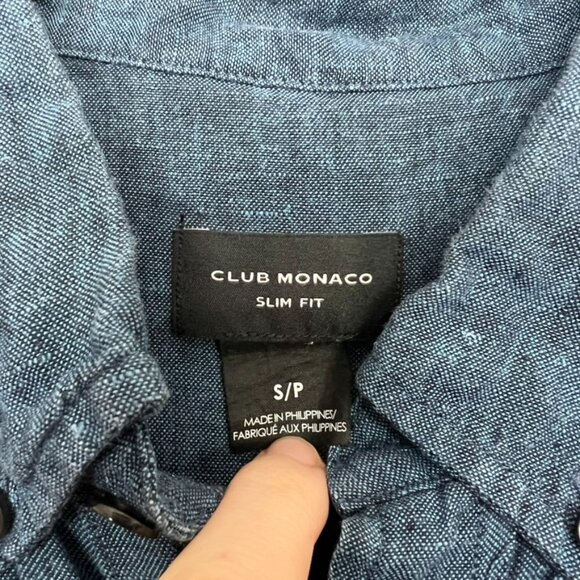 CLUB MONACO
SLIM FIT
S/P
MADE IN PHILIPPINES/
FABRIQUÉ AUX PHILIPPINES